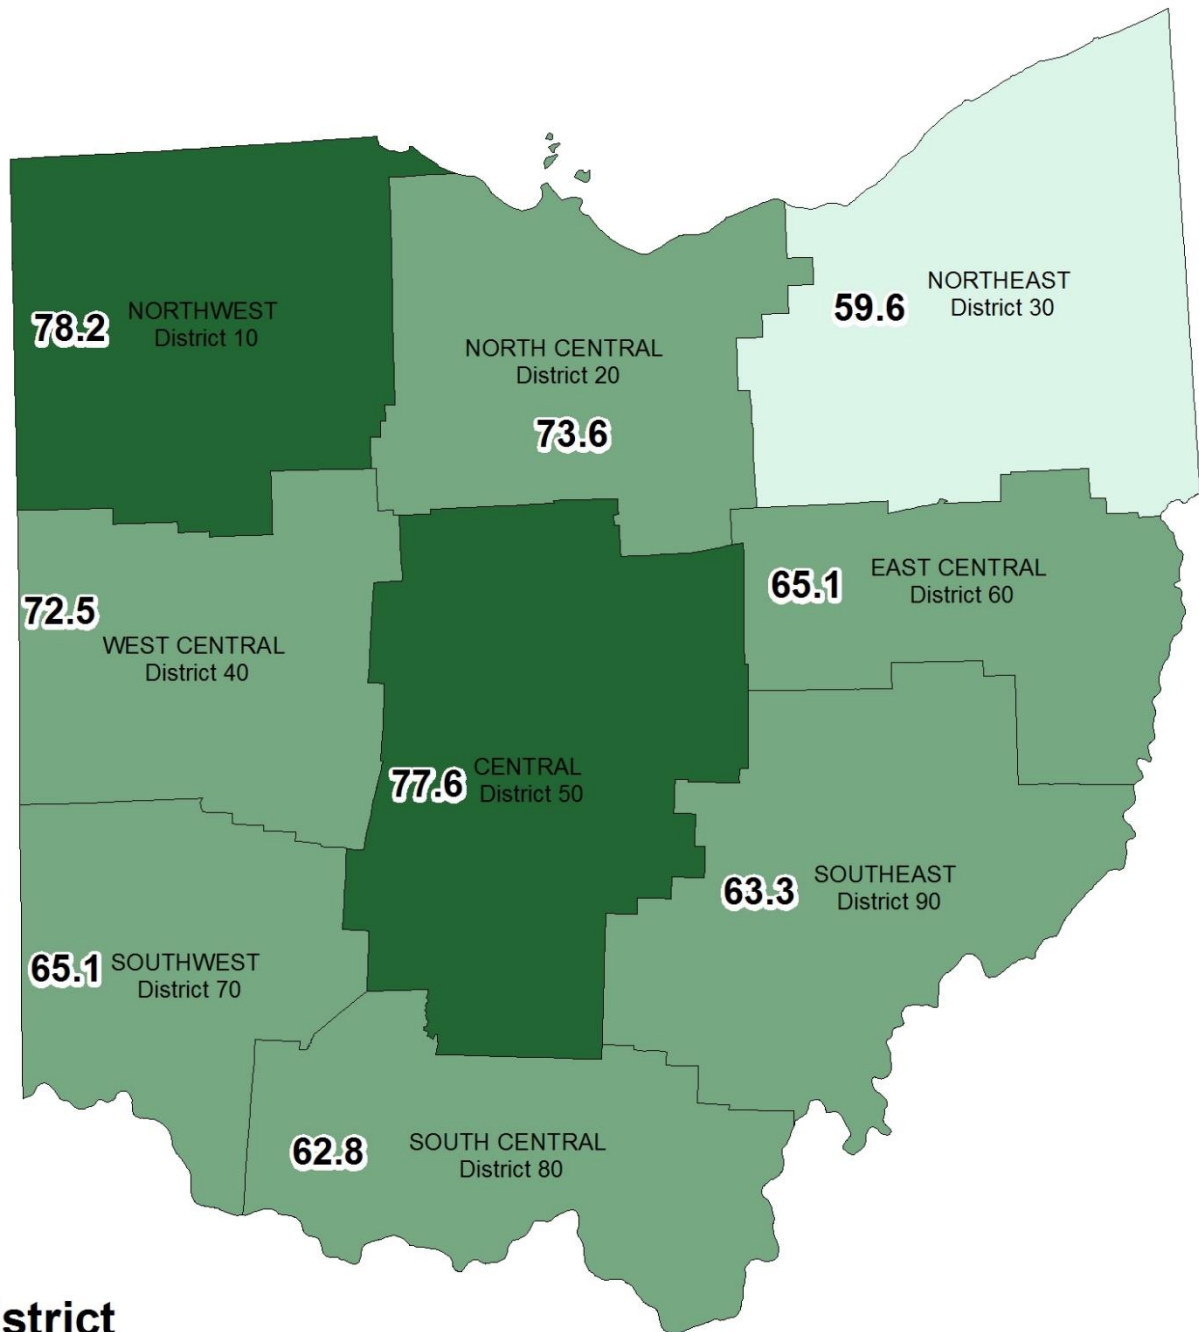 NORTHWEST
District 10
78.2
NORTH CENTRAL
District 20
73.6
NORTHEAST
District 30
59.6
WEST CENTRAL
District 40
72.5
CENTRAL
District 50
77.6
EAST CENTRAL
District 60
65.1
SOUTHWEST
District 70
65.1
SOUTHEAST
District 90
63.3
SOUTH CENTRAL
District 80
62.8
strict